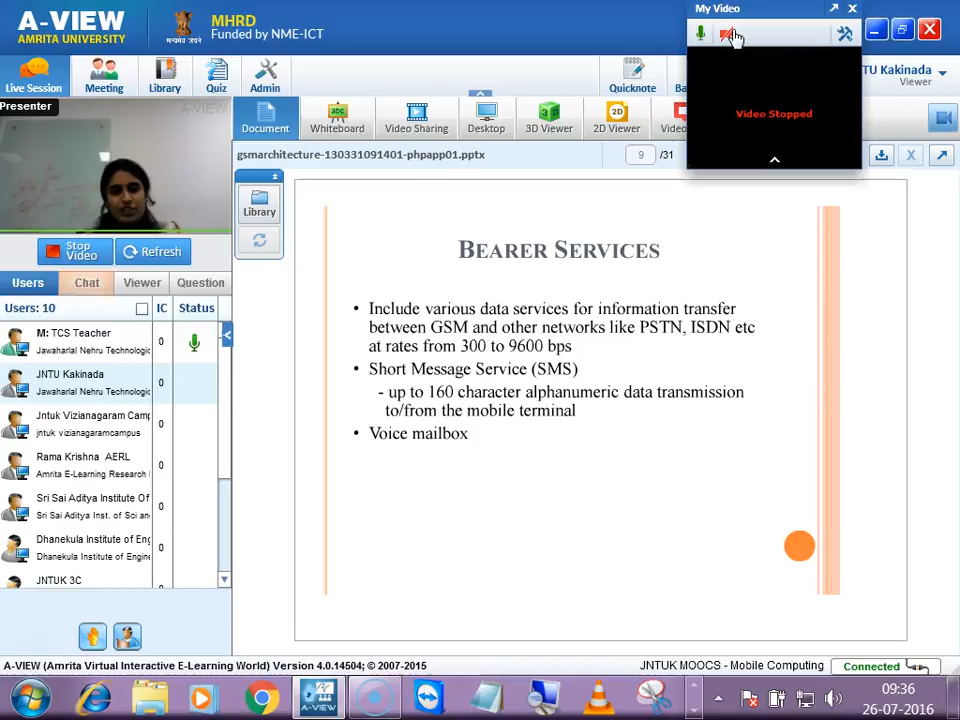 A-VIEW
AMRITA UNIVERSITY
MHRD
Funded by NME-ICT
My Video
Video Stopped
TU Kakinada
Viewer
Live Session
Meeting
Library
Quiz
Admin
Quicknote
Presenter
A-VIEW
Document
Whiteboard
Video Sharing
Desktop
3D Viewer
2D Viewer
Video
gsmarchitecture-130331091401-phpapp01.pptx
9 /31
Library
Stop Video
Refresh
Users
Chat
Viewer
Question
Users: 10
IC
Status
M: TCS Teacher
Jawaharlal Nehru Technologic
0
JNTU Kakinada
Jawaharlal Nehru Technologic
0
Jntuk Vizianagaram Camp
jntuk vizianagaramcampus
0
Rama Krishna AERL
Amrita E-Learning Research
0
Sri Sai Aditya Institute Of
Sri Sai Aditya Inst. of Sci an
0
Dhanekula Institute of Eng
Dhanekula Institute of Engine
0
JNTUK 3C
BEARER SERVICES
• Include various data services for information transfer
between GSM and other networks like PSTN, ISDN etc
at rates from 300 to 9600 bps
• Short Message Service (SMS)
- up to 160 character alphanumeric data transmission
to/from the mobile terminal
• Voice mailbox
A-VIEW (Amrita Virtual Interactive E-Learning World) Version 4.0.14504; © 2007-2015
JNTUK MOOCS - Mobile Computing
Connected
A-VIEW
09:36
26-07-2016